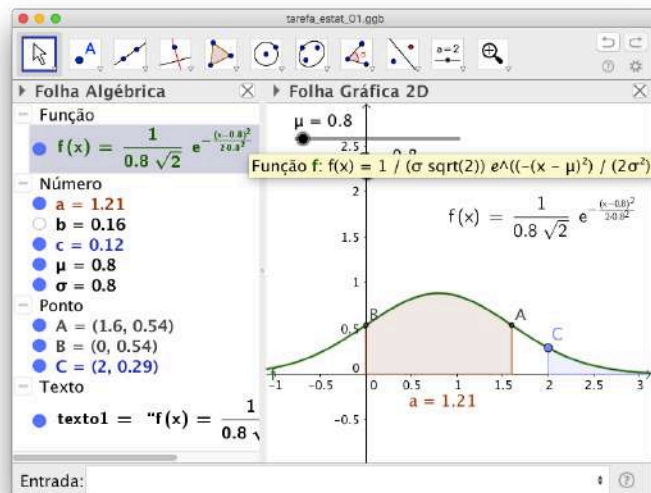 tarefa_estat_01.ggb
A
a=2
Folha Algébrica
Função
f(x) = 1 / (0.8 √2) e^(-(x-0.8)²/(2·0.8²))
Número
a = 1.21
b = 0.16
c = 0.12
μ = 0.8
σ = 0.8
Ponto
A = (1.6, 0.54)
B = (0, 0.54)
C = (2, 0.29)
Texto
texto1 = "f(x) = 1 / (0.8 √
Folha Gráfica 2D
μ = 0.8
2.5
Função f: f(x) = 1 / (σ sqrt(2)) e^((-(x − μ)²) / (2σ²)
f(x) = 1 / (0.8 √2) e^(-(x-0.8)²/(2·0.8²))
1.5
1
B
A
0.5
C
0
-1 -0.5 0 0.5 1 1.5 2 2.5 3
a = 1.21
-0.5
Entrada: